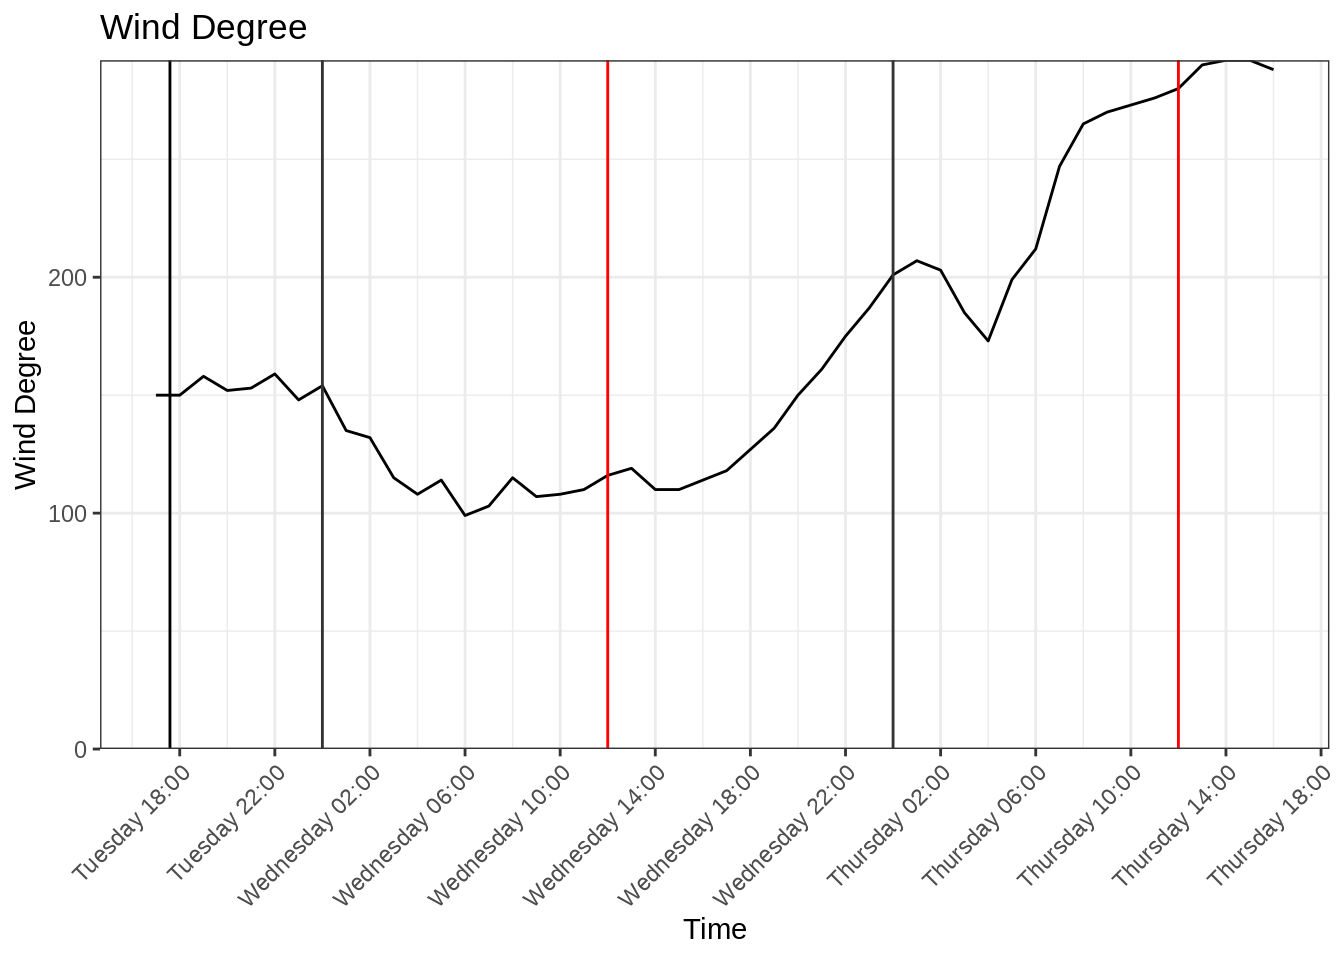 Wind Degree
Wind Degree
200
100
0
Tuesday 18:00
Tuesday 22:00
Wednesday 02:00
Wednesday 06:00
Wednesday 10:00
Wednesday 14:00
Wednesday 18:00
Wednesday 22:00
Thursday 02:00
Thursday 06:00
Thursday 10:00
Thursday 14:00
Thursday 18:00
Time